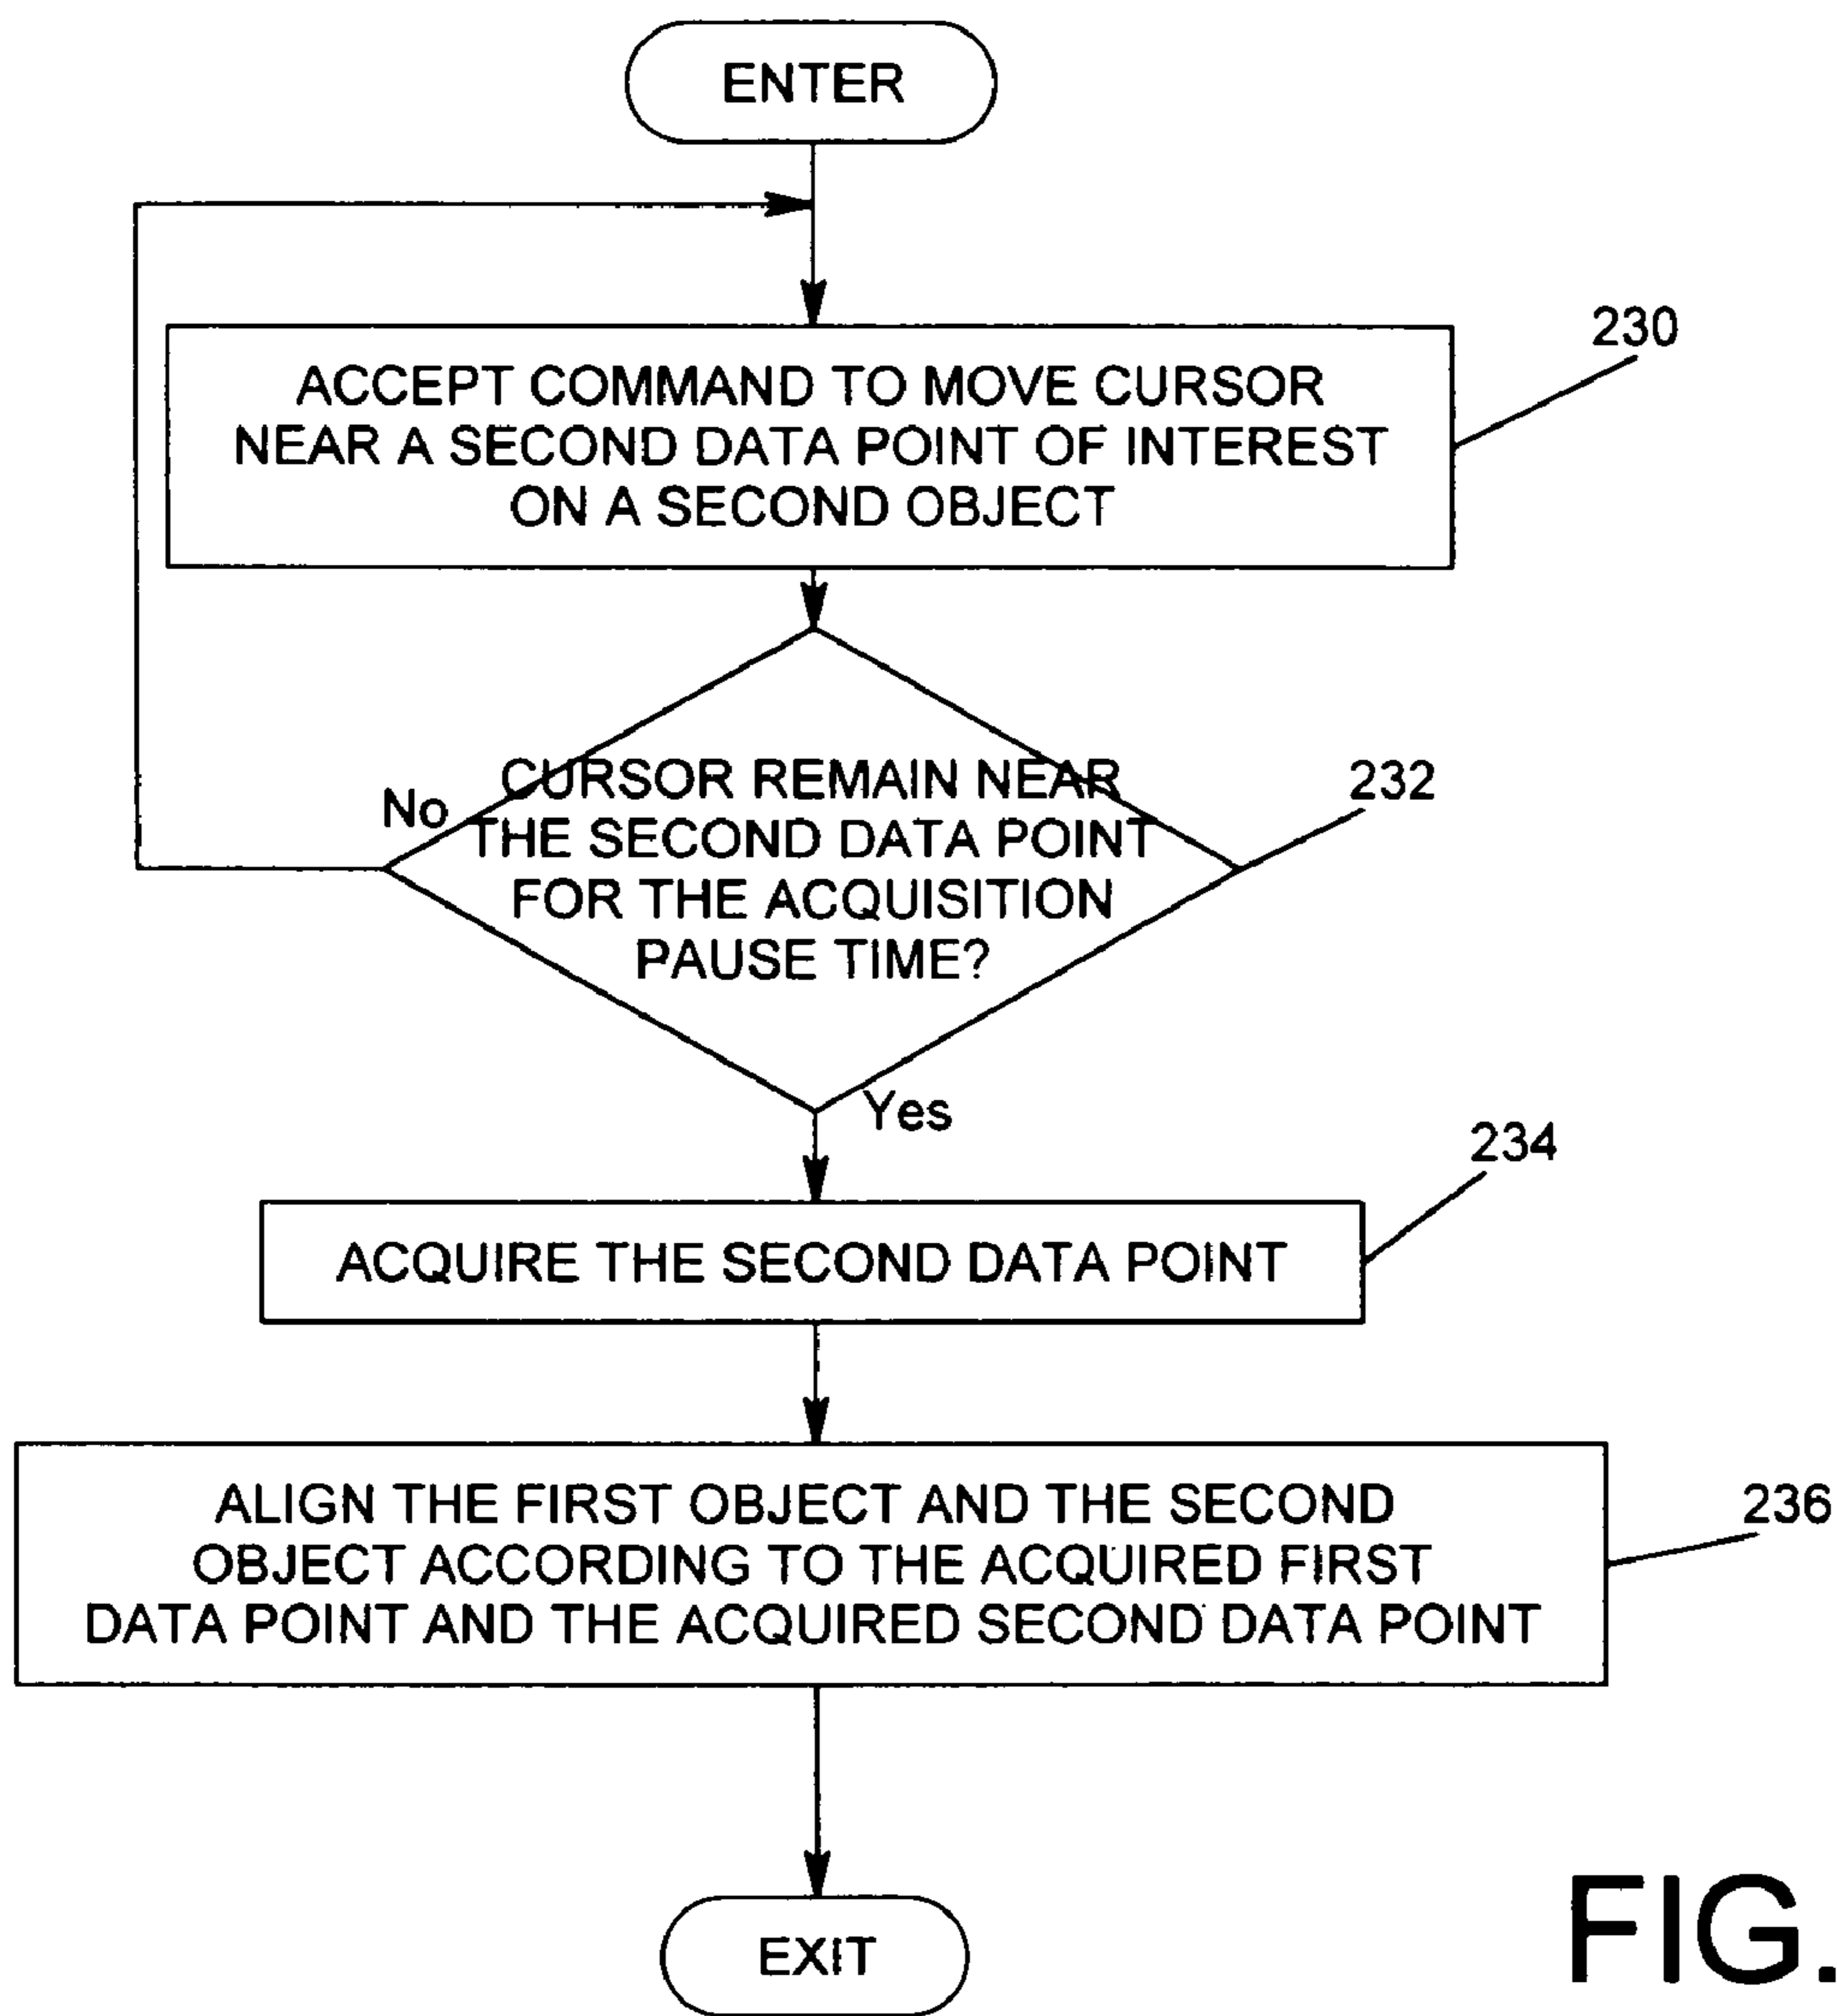 ENTER
230
ACCEPT COMMAND TO MOVE CURSOR
NEAR A SECOND DATA POINT OF INTEREST
ON A SECOND OBJECT
232
No
CURSOR REMAIN NEAR
THE SECOND DATA POINT
FOR THE ACQUISITION
PAUSE TIME?
Yes
234
ACQUIRE THE SECOND DATA POINT
236
ALIGN THE FIRST OBJECT AND THE SECOND
OBJECT ACCORDING TO THE ACQUIRED FIRST
DATA POINT AND THE ACQUIRED SECOND DATA POINT
EXIT
FIG.